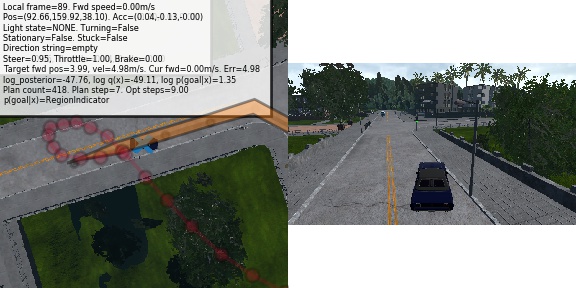 Local frame=89. Fwd speed=0.00m/s
Pos=(92.66,159.92,38.10). Acc=(0.04,-0.13,-0.00)
Light state=NONE. Turning=False
Stationary=False. Stuck=False
Direction string=empty
Steer=0.95, Throttle=1.00, Brake=0.00
Target fwd pos=3.99, vel=4.98m/s. Cur fwd=0.00m/s. Err=4.98
log_posterior=-47.76, log q(x)=-49.11, log p(goal|x)=1.35
Plan count=418. Plan step=7. Opt steps=9.00
p(goal|x)=RegionIndicator